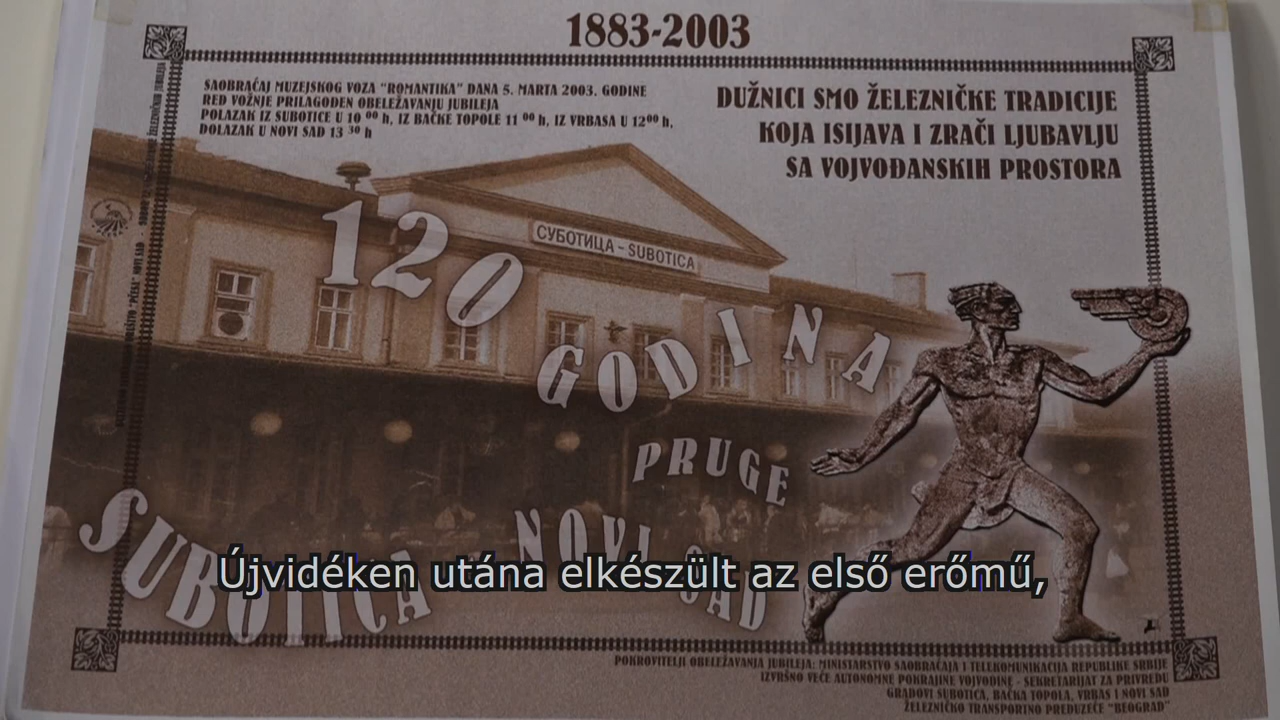 1883-2003
SAOBRAĆAJ MUZEJSKOG VOZA "ROMANTIKA" DANA 5. MARTA 2003. GODINE
RED VOŽNJE PRILAGOĐEN OBELEŽAVANJU JUBILEJA
POLAZAK IZ SUBOTICE U 10 00 h, IZ BAČKE TOPOLE 11 00 h, IZ VRBASA U 12 00 h,
DOLAZAK U NOVI SAD 13 30 h
DUŽNICI SMO ŽELEZNIČKE TRADICIJE
KOJA ISIJAVA I ZRAČI LJUBAVLJU
SA VOJVOĐANSKIH PROSTORA
СУБОТИЦА - SUBOTICA
120
GODINA
PRUGE
SUBOTICA - NOVI SAD
Újvidéken utána elkészült az első erőmű,
POKROVITELJI OBELEŽAVANJA JUBILEJA: MINISTARSTVO SAOBRAĆAJA I TELEKOMUNIKACIJA REPUBLIKE SRBIJE
IZVRŠNO VEĆE AUTONOMNE POKRAJINE VOJVODINE - SEKRETARIJAT ZA PRIVREDU
GRADOVI SUBOTICA, BAČKA TOPOLA, VRBAS I NOVI SAD
ŽELEZNIČKO TRANSPORTNO PREDUZEĆE "BEOGRAD"